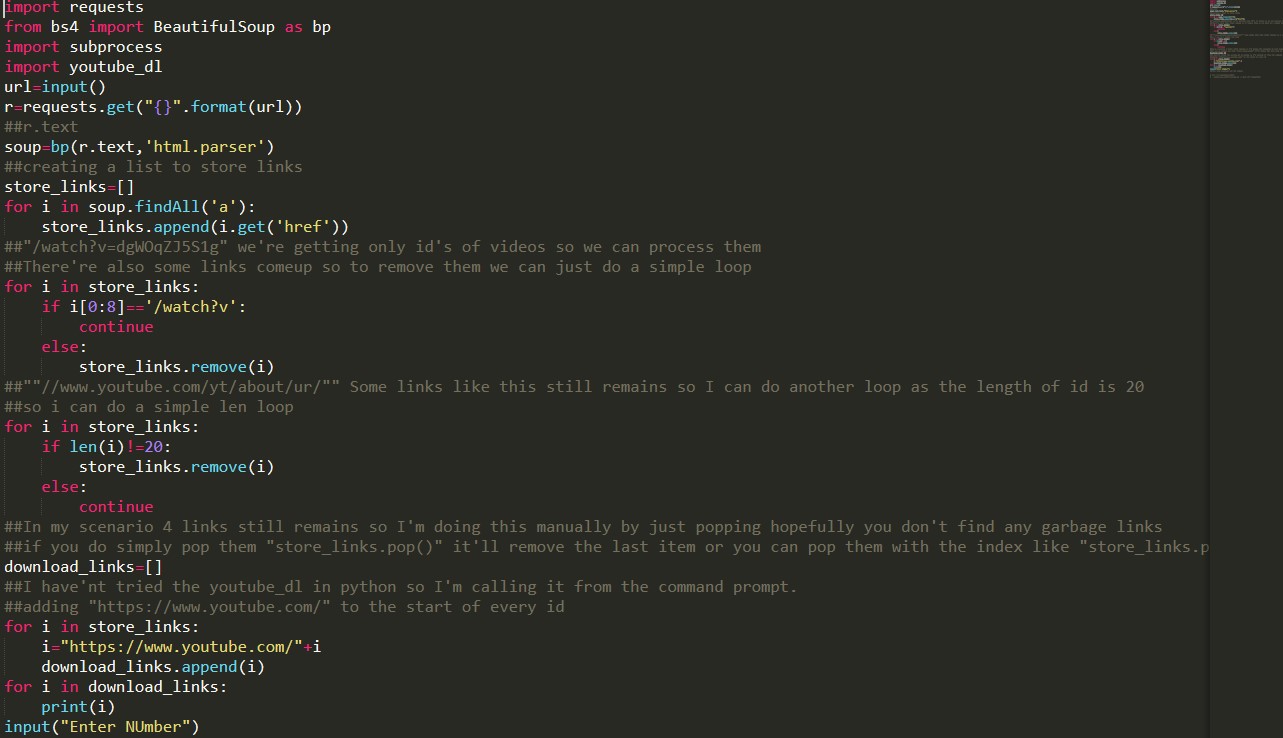 import requests
from bs4 import BeautifulSoup as bp
import subprocess
import youtube_dl
url=input()
r=requests.get("{}".format(url))
##r.text
soup=bp(r.text,'html.parser')
##creating a list to store links
store_links=[]
for i in soup.findAll('a'):
    store_links.append(i.get('href'))
##"/watch?v=dgWOqZJ5S1g" we're getting only id's of videos so we can process them
##There're also some links comeup so to remove them we can just do a simple loop
for i in store_links:
    if i[0:8]=='/watch?v':
        continue
    else:
        store_links.remove(i)
##""//www.youtube.com/yt/about/ur/"" Some links like this still remains so I can do another loop as the length of id is 20
##so i can do a simple len loop
for i in store_links:
    if len(i)!=20:
        store_links.remove(i)
    else:
        continue
##In my scenario 4 links still remains so I'm doing this manually by just popping hopefully you don't find any garbage links
##if you do simply pop them "store_links.pop()" it'll remove the last item or you can pop them with the index like "store_links.p
download_links=[]
##I have'nt tried the youtube_dl in python so I'm calling it from the command prompt.
##adding "https://www.youtube.com/" to the start of every id
for i in store_links:
    i="https://www.youtube.com/"+i
    download_links.append(i)
for i in download_links:
    print(i)
input("Enter NUmber")